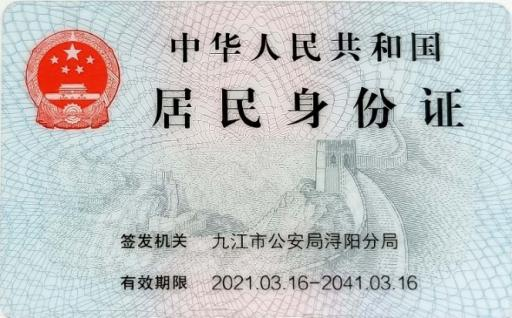 中华人民共和国
居民身份证
签发机关 九江市公安局浔阳分局
有效期限 2021.03.16-2041.03.16